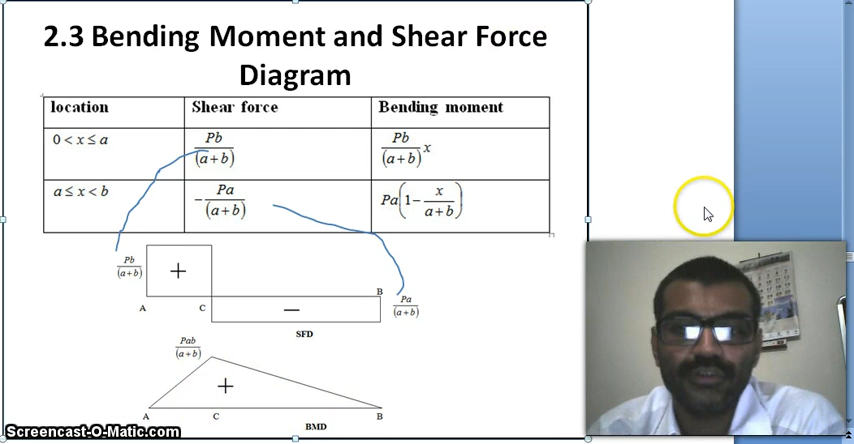 2.3 Bending Moment and Shear Force
Diagram
location Shear force Bending moment
0 < x ≤ a Pb/(a+b) Pb/(a+b) x
a ≤ x < b -Pa/(a+b) Pa(1 - x/(a+b))
Pb/(a+b) +
B
A C − Pa/(a+b)
SFD
Pab/(a+b)
+
A C B
BMD
Screencast-O-Matic.com